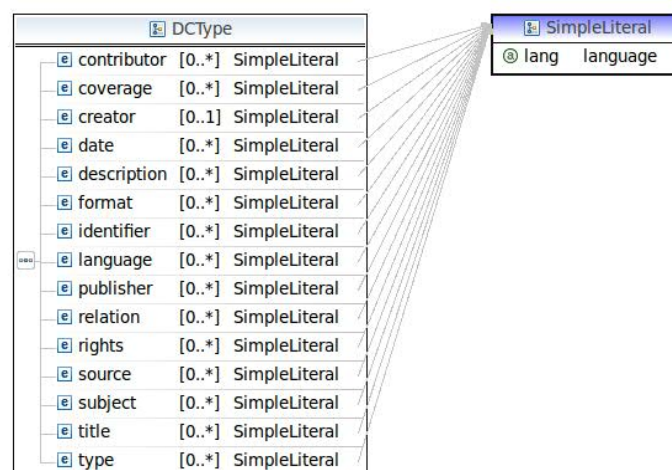 DCType
contributor [0..*] SimpleLiteral
coverage [0..*] SimpleLiteral
creator [0..1] SimpleLiteral
date [0..*] SimpleLiteral
description [0..*] SimpleLiteral
format [0..*] SimpleLiteral
identifier [0..*] SimpleLiteral
language [0..*] SimpleLiteral
publisher [0..*] SimpleLiteral
relation [0..*] SimpleLiteral
rights [0..*] SimpleLiteral
source [0..*] SimpleLiteral
subject [0..*] SimpleLiteral
title [0..*] SimpleLiteral
type [0..*] SimpleLiteral
SimpleLiteral
lang language